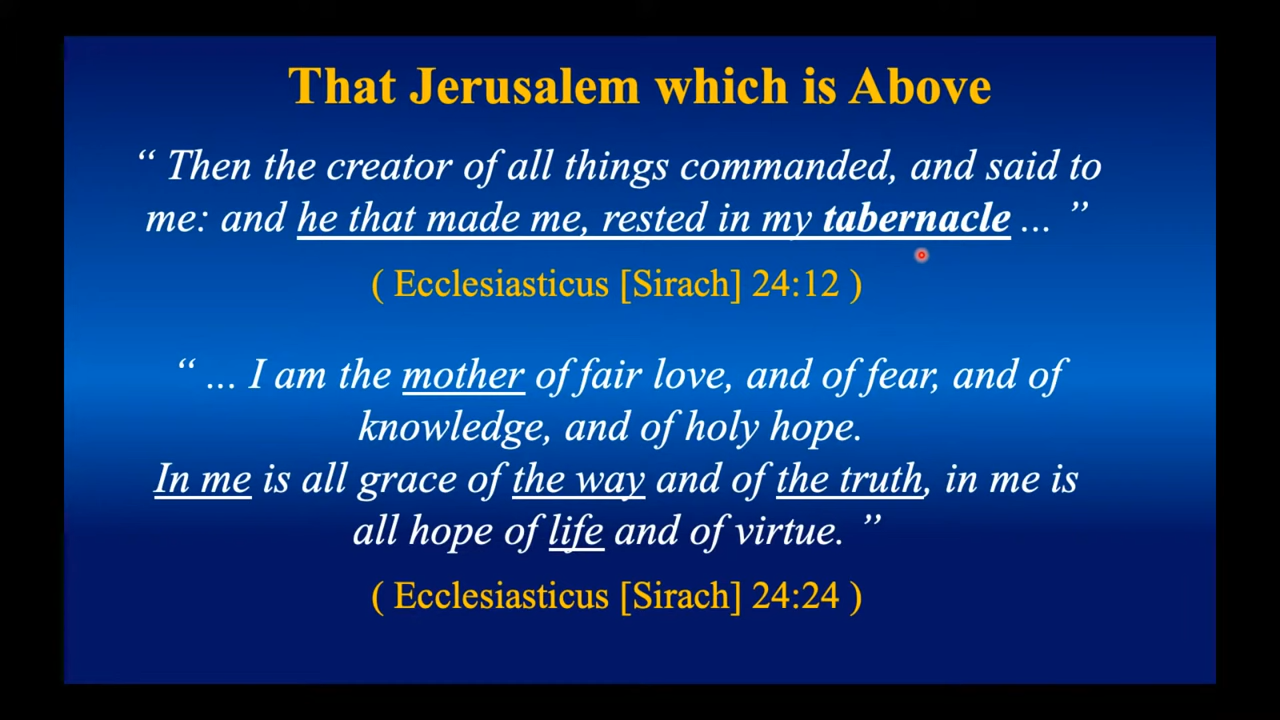 That Jerusalem which is Above
“ Then the creator of all things commanded, and said to
me: and he that made me, rested in my tabernacle ... ”
( Ecclesiasticus [Sirach] 24:12 )
“ ... I am the mother of fair love, and of fear, and of
knowledge, and of holy hope.
In me is all grace of the way and of the truth, in me is
all hope of life and of virtue. ”
( Ecclesiasticus [Sirach] 24:24 )